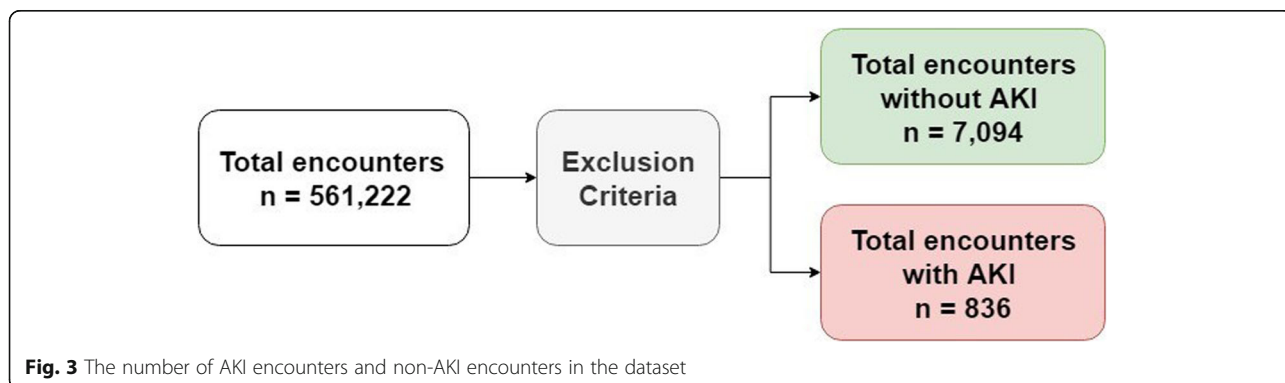 Total encounters
n = 561,222
Exclusion
Criteria
Total encounters
without AKI
n = 7,094
Total encounters
with AKI
n = 836
Fig. 3 The number of AKI encounters and non-AKI encounters in the dataset